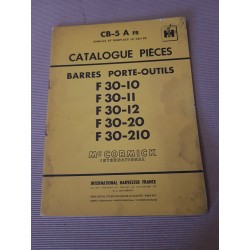 CB-5 A FR
CATALOGUE PIÈCES
BARRES PORTE-OUTILS
F 30-10
F 30-11
F 30-12
F 30-20
F 30-210
McCORMICK
INTERNATIONAL
INTERNATIONAL HARVESTER FRANCE